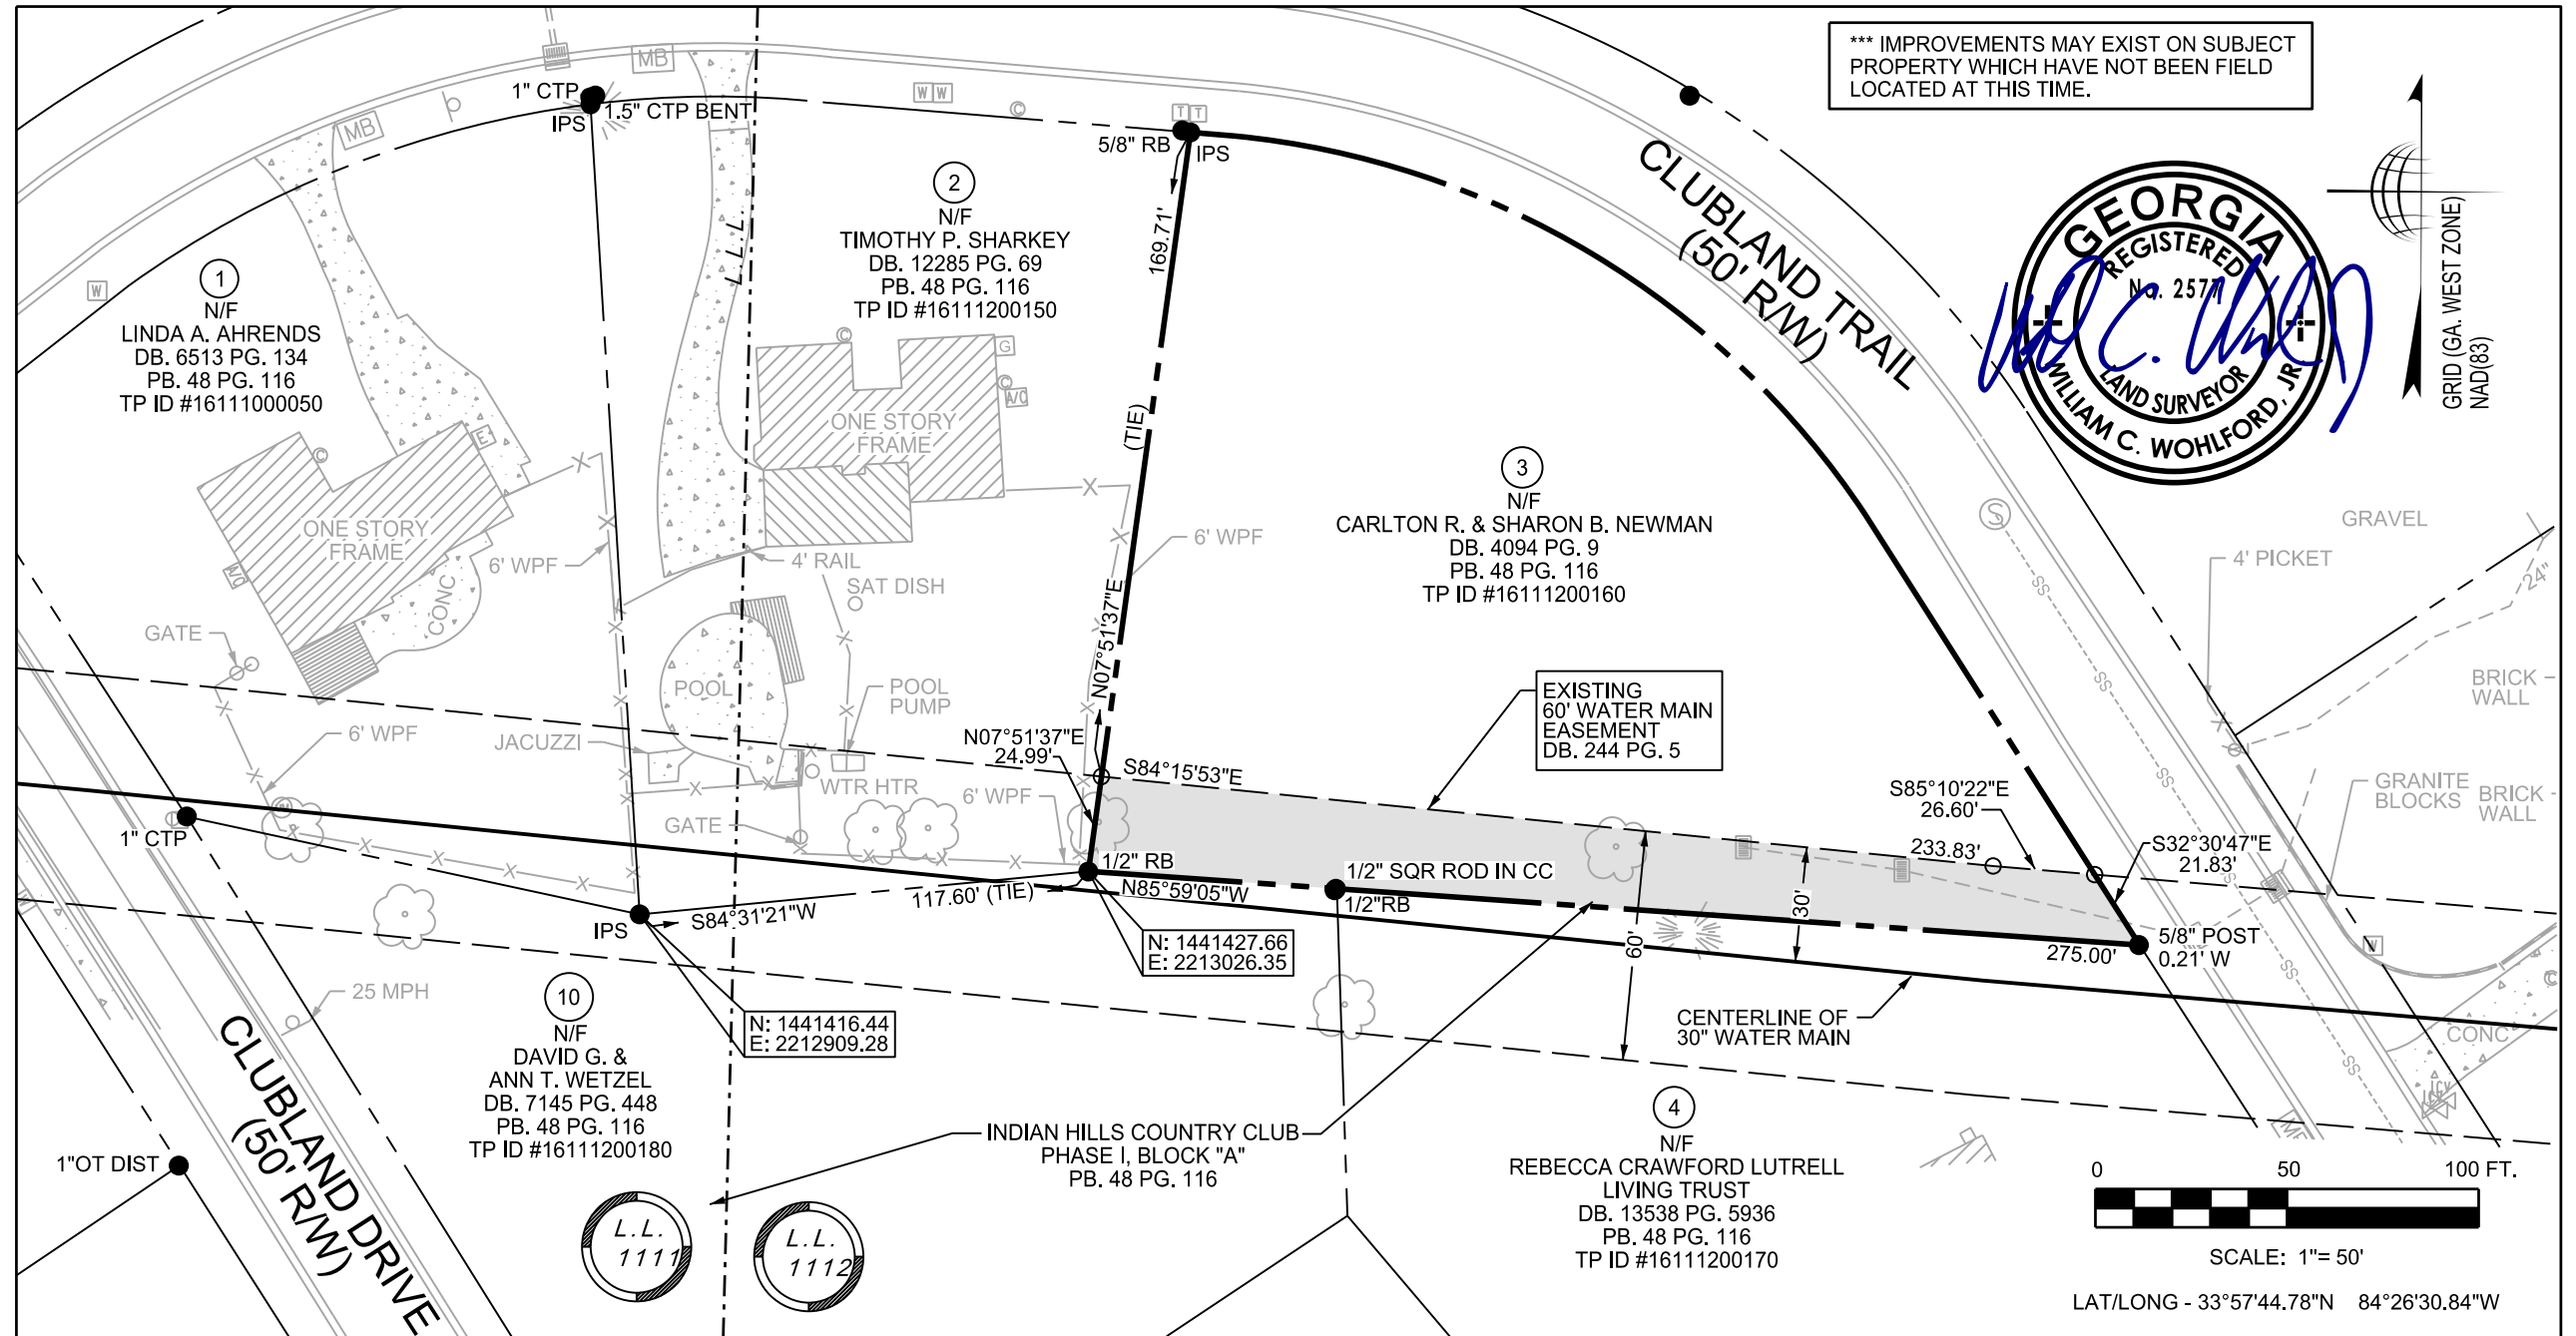 *** IMPROVEMENTS MAY EXIST ON SUBJECT
PROPERTY WHICH HAVE NOT BEEN FIELD
LOCATED AT THIS TIME.
GEORGIA
REGISTERED
No. 2577
LAND SURVEYOR
WILLIAM C. WOHLFORD, JR.
GRID (GA. WEST ZONE)
NAD(83)
MB
MB
1" CTP
1.5" CTP BENT
IPS
W W
C
T T
5/8" RB
IPS
CLUBLAND TRAIL
(50' R/W)
W
1
N/F
LINDA A. AHRENDS
DB. 6513 PG. 134
PB. 48 PG. 116
TP ID #16111000050
2
N/F
TIMOTHY P. SHARKEY
DB. 12285 PG. 69
PB. 48 PG. 116
TP ID #16111200150
169.71'
(TIE)
N07°51'37"E
3
N/F
CARLTON R. & SHARON B. NEWMAN
DB. 4094 PG. 9
PB. 48 PG. 116
TP ID #16111200160
C
E
ONE STORY
FRAME
A/C
CONC
6' WPF
C
G
C
A/C
ONE STORY
FRAME
4' RAIL
SAT DISH
6' WPF
S
GRAVEL
4' PICKET
24"
BRICK
WALL
GATE
6' WPF
JACUZZI
POOL
POOL
PUMP
WTR HTR
GATE
6' WPF
N07°51'37"E
24.99'
S84°15'53"E
EXISTING
60' WATER MAIN
EASEMENT
DB. 244 PG. 5
S85°10'22"E
26.60'
233.83'
S32°30'47"E
21.83'
SS
SS
SS
SS
SS
GRANITE
BLOCKS
BRICK
WALL
1" CTP
IPS
S84°31'21"W
117.60' (TIE)
1/2" RB
N85°59'05"W
1/2" SQR ROD IN CC
1/2"RB
60'
30'
275.00'
5/8" POST
0.21' W
W
C
CONC
N: 1441427.66
E: 2213026.35
N: 1441416.44
E: 2212909.28
25 MPH
CENTERLINE OF
30" WATER MAIN
10
N/F
DAVID G. &
ANN T. WETZEL
DB. 7145 PG. 448
PB. 48 PG. 116
TP ID #16111200180
1"OT DIST
CLUBLAND DRIVE
(50' R/W)
INDIAN HILLS COUNTRY CLUB
PHASE I, BLOCK "A"
PB. 48 PG. 116
L.L.
1111
L.L.
1112
4
N/F
REBECCA CRAWFORD LUTRELL
LIVING TRUST
DB. 13538 PG. 5936
PB. 48 PG. 116
TP ID #16111200170
0 50 100 FT.
SCALE: 1"= 50'
LAT/LONG - 33°57'44.78"N 84°26'30.84"W